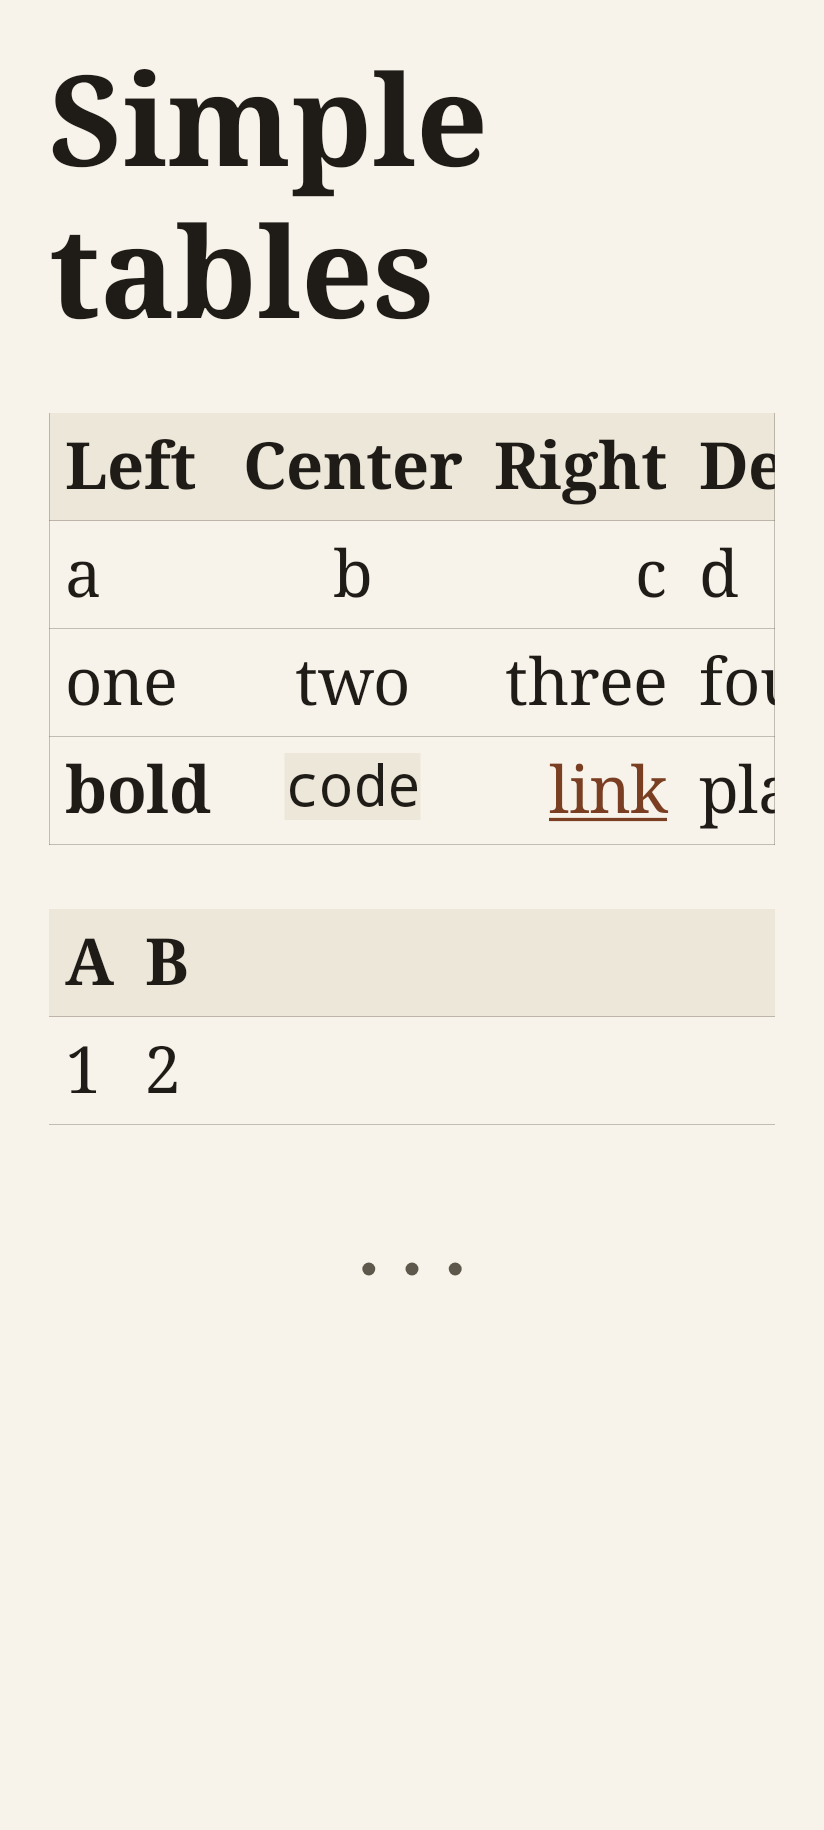 Simple
tables
Left Center Right
a b c d
one two three
bold code link
A B
1 2
• • •